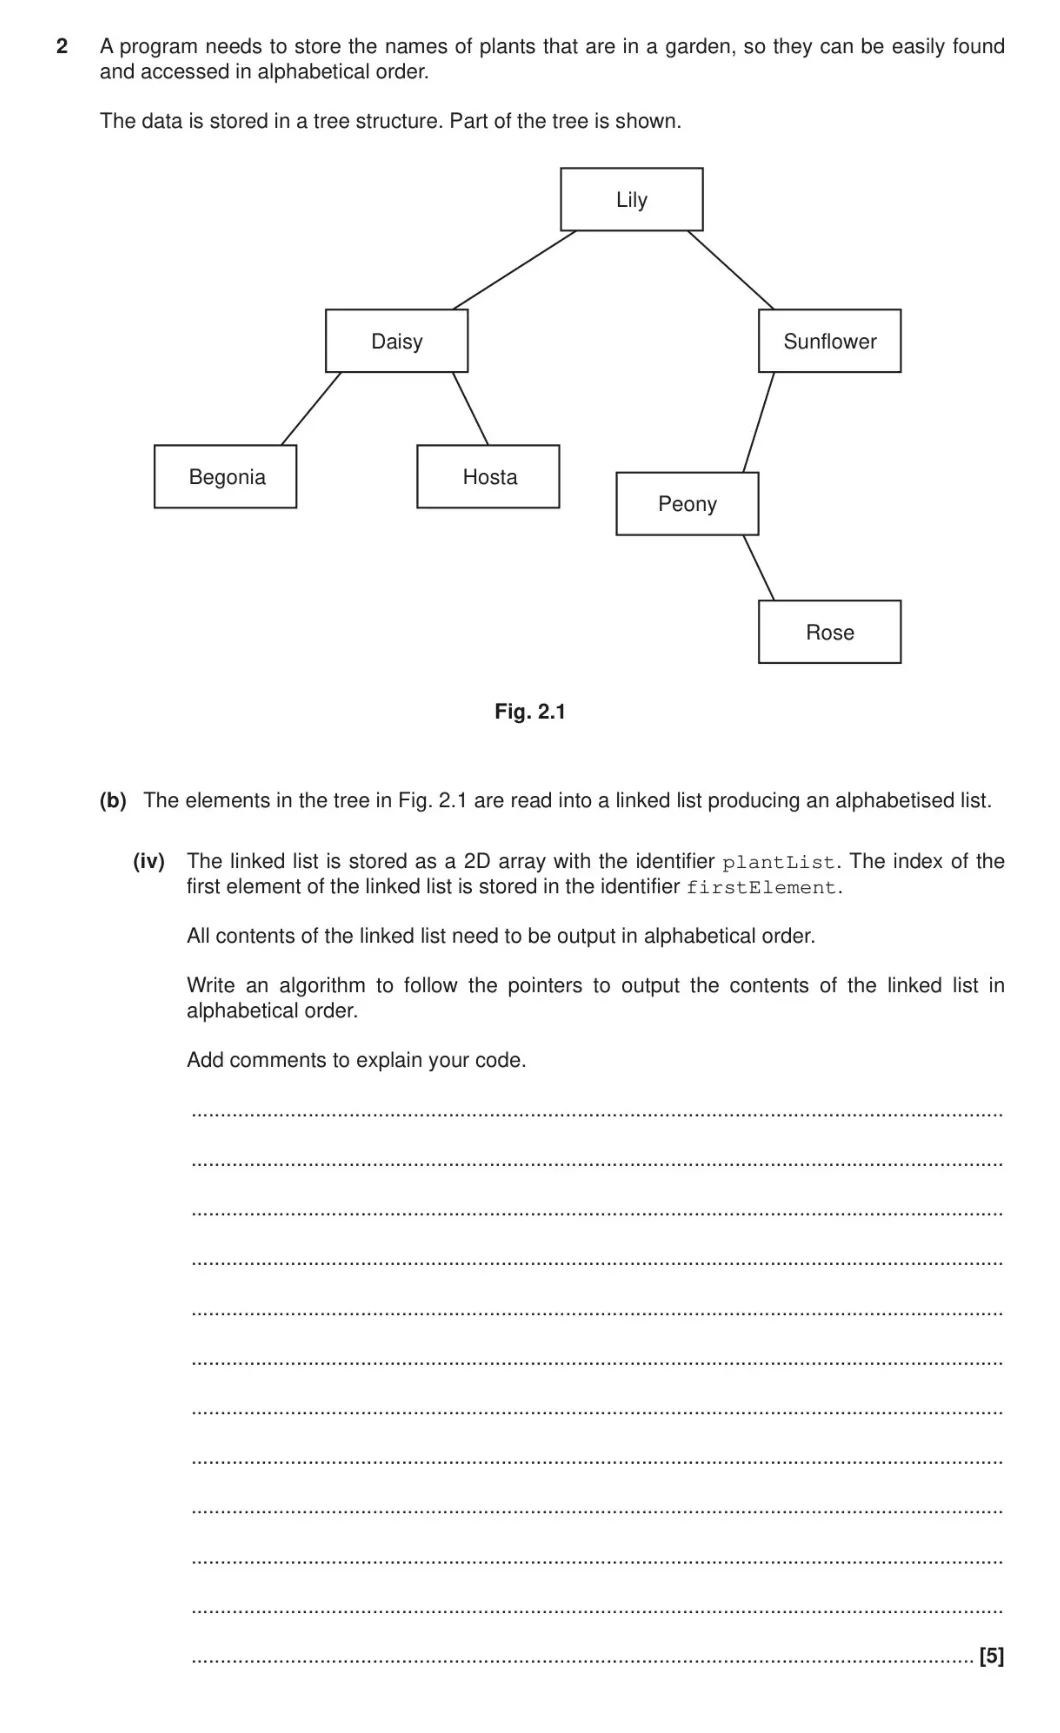 2 A program needs to store the names of plants that are in a garden, so they can be easily found
and accessed in alphabetical order.
The data is stored in a tree structure. Part of the tree is shown.
Lily
Daisy
Sunflower
Begonia
Hosta
Peony
Rose
Fig. 2.1
(b) The elements in the tree in Fig. 2.1 are read into a linked list producing an alphabetised list.
(iv) The linked list is stored as a 2D array with the identifier plantList. The index of the
first element of the linked list is stored in the identifier firstElement.
All contents of the linked list need to be output in alphabetical order.
Write an algorithm to follow the pointers to output the contents of the linked list in
alphabetical order.
Add comments to explain your code.
[5]